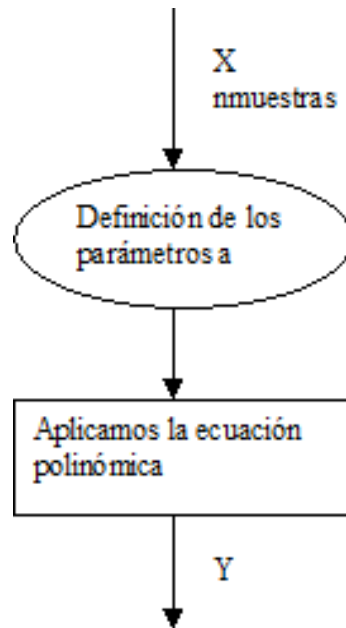 X
nmuestras
Definición de los
parámetros a
Aplicamos la ecuación
polinómica
Y